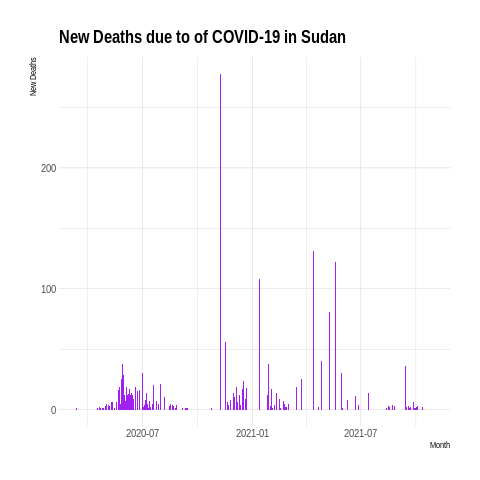 New Deaths due to of COVID-19 in Sudan
New Deaths
200
100
0
2020-07 2021-01 2021-07
Month